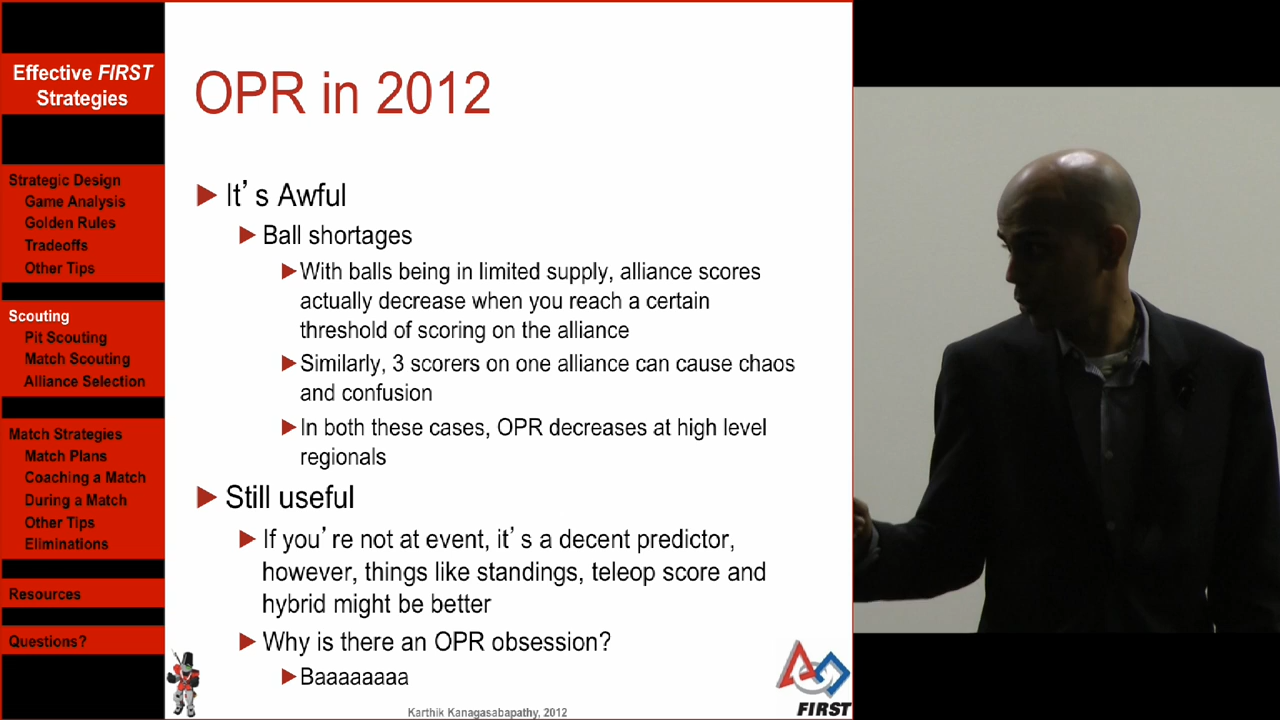 Effective FIRST
Strategies
Strategic Design
Game Analysis
Golden Rules
Tradeoffs
Other Tips
Scouting
Pit Scouting
Match Scouting
Alliance Selection
Match Strategies
Match Plans
Coaching a Match
During a Match
Other Tips
Eliminations
Resources
Questions?
OPR in 2012
It's Awful
Ball shortages
With balls being in limited supply, alliance scores
actually decrease when you reach a certain
threshold of scoring on the alliance
Similarly, 3 scorers on one alliance can cause chaos
and confusion
In both these cases, OPR decreases at high level
regionals
Still useful
If you're not at event, it's a decent predictor,
however, things like standings, teleop score and
hybrid might be better
Why is there an OPR obsession?
Baaaaaaaa
Karthik Kanagasabapathy, 2012
FIRST